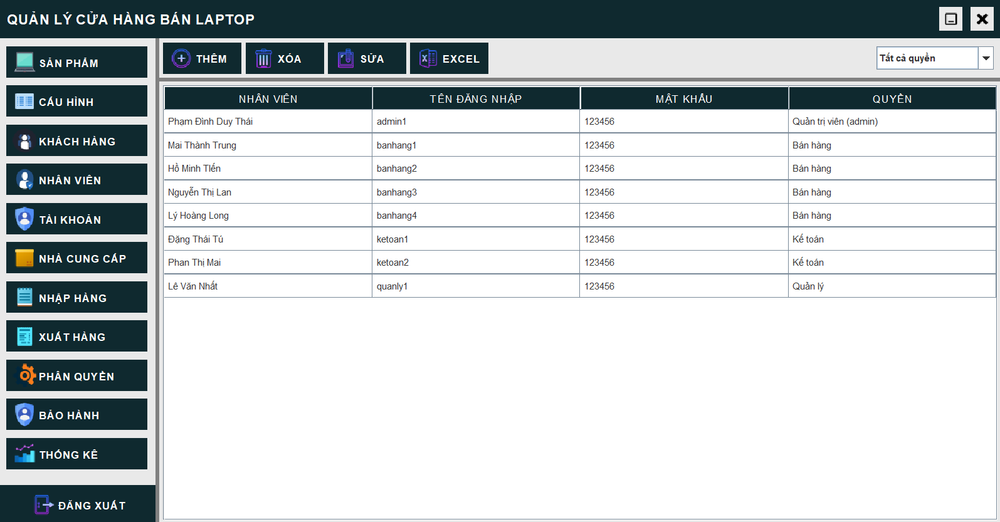 QUẢN LÝ CỬA HÀNG BÁN LAPTOP
SẢN PHẨM
CẤU HÌNH
KHÁCH HÀNG
NHÂN VIÊN
TÀI KHOẢN
NHÀ CUNG CẤP
NHẬP HÀNG
XUẤT HÀNG
PHÂN QUYỀN
BẢO HÀNH
THỐNG KÊ
ĐĂNG XUẤT
THÊM XÓA SỬA EXCEL Tất cả quyền
NHÂN VIÊN TÊN ĐĂNG NHẬP MẬT KHẨU QUYỀN
Phạm Đình Duy Thái admin1 123456 Quản trị viên (admin)
Mai Thành Trung banhang1 123456 Bán hàng
Hồ Minh TIến banhang2 123456 Bán hàng
Nguyễn Thị Lan banhang3 123456 Bán hàng
Lý Hoàng Long banhang4 123456 Bán hàng
Đặng Thái Tú ketoan1 123456 Kế toán
Phan Thị Mai ketoan2 123456 Kế toán
Lê Văn Nhất quanly1 123456 Quản lý